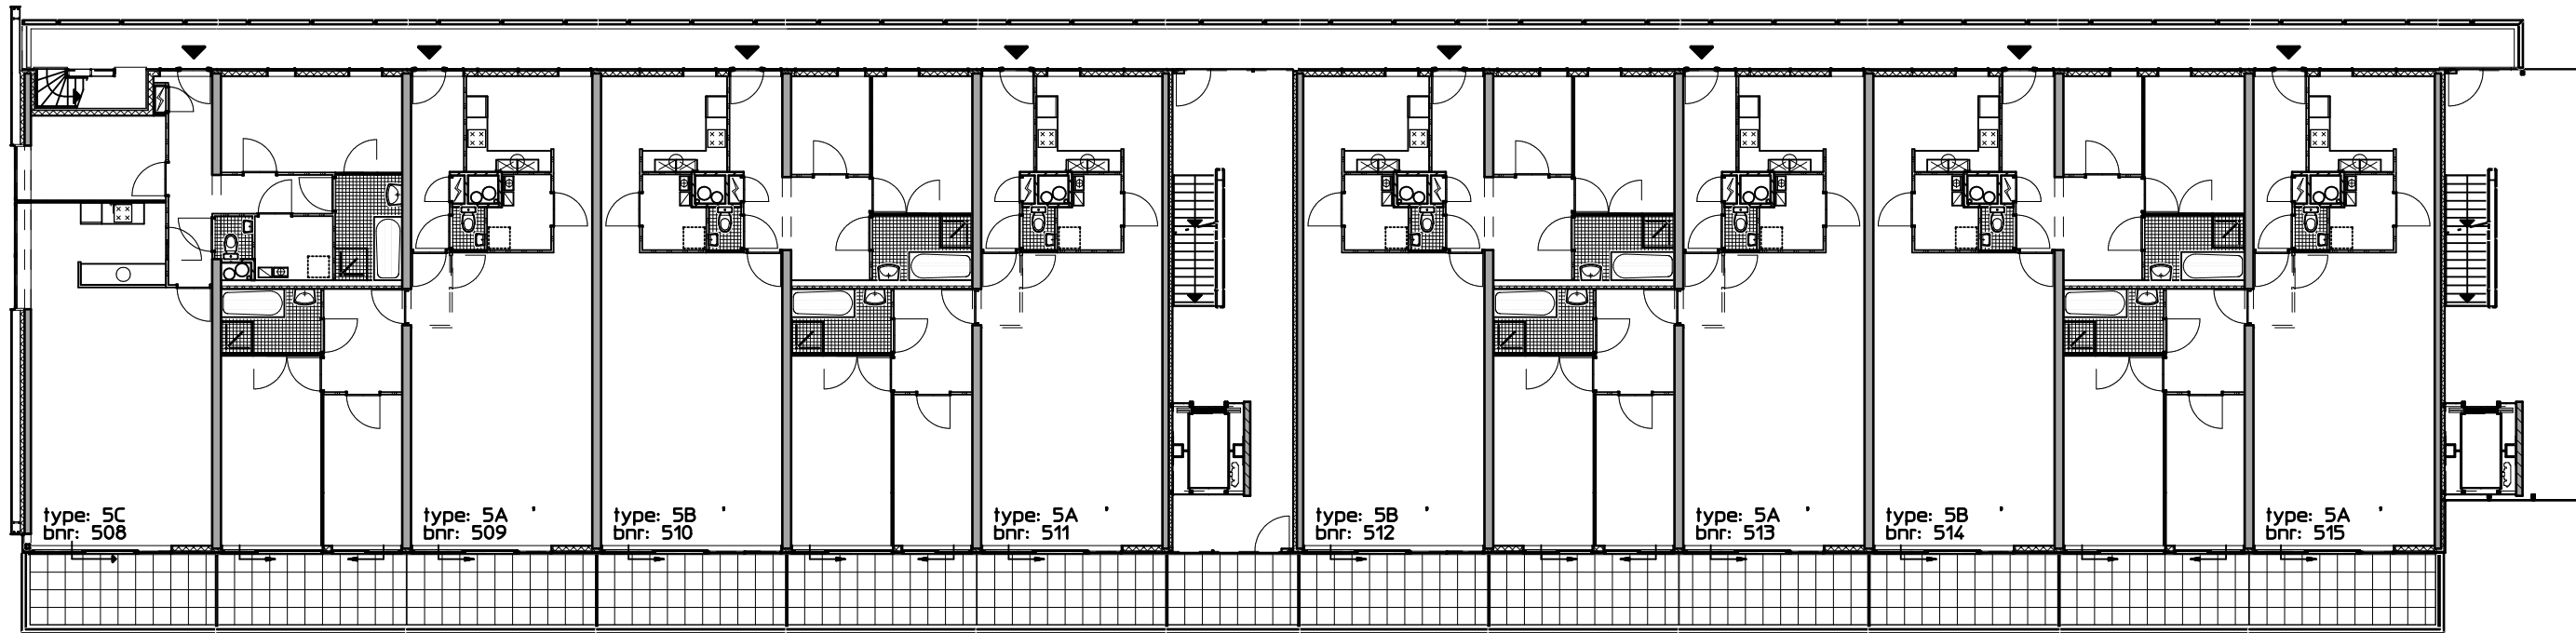 type: 5C
bnr: 508
type: 5A
bnr: 509
type: 5B
bnr: 510
type: 5A
bnr: 511
type: 5B
bnr: 512
type: 5A
bnr: 513
type: 5B
bnr: 514
type: 5A
bnr: 515